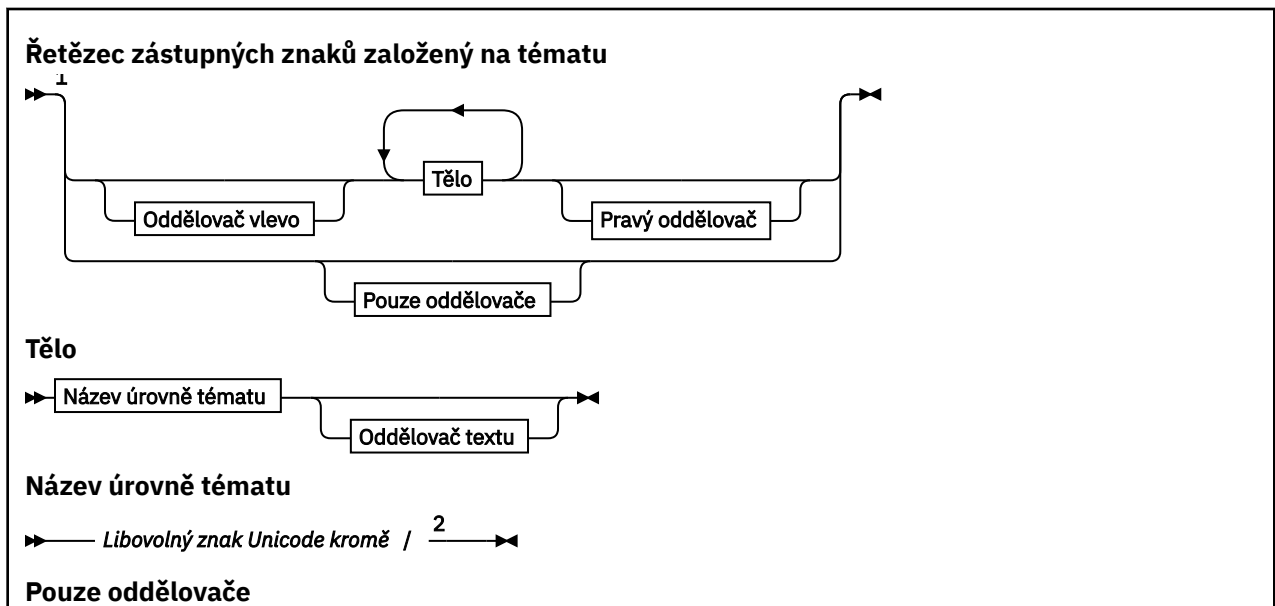 Řetězec zástupných znaků založený na tématu
1
Tělo
Oddělovač vlevo
Pravý oddělovač
Pouze oddělovače
Tělo
Název úrovně tématu
Oddělovač textu
Název úrovně tématu
2
Libovolný znak Unicode kromě /
Pouze oddělovače